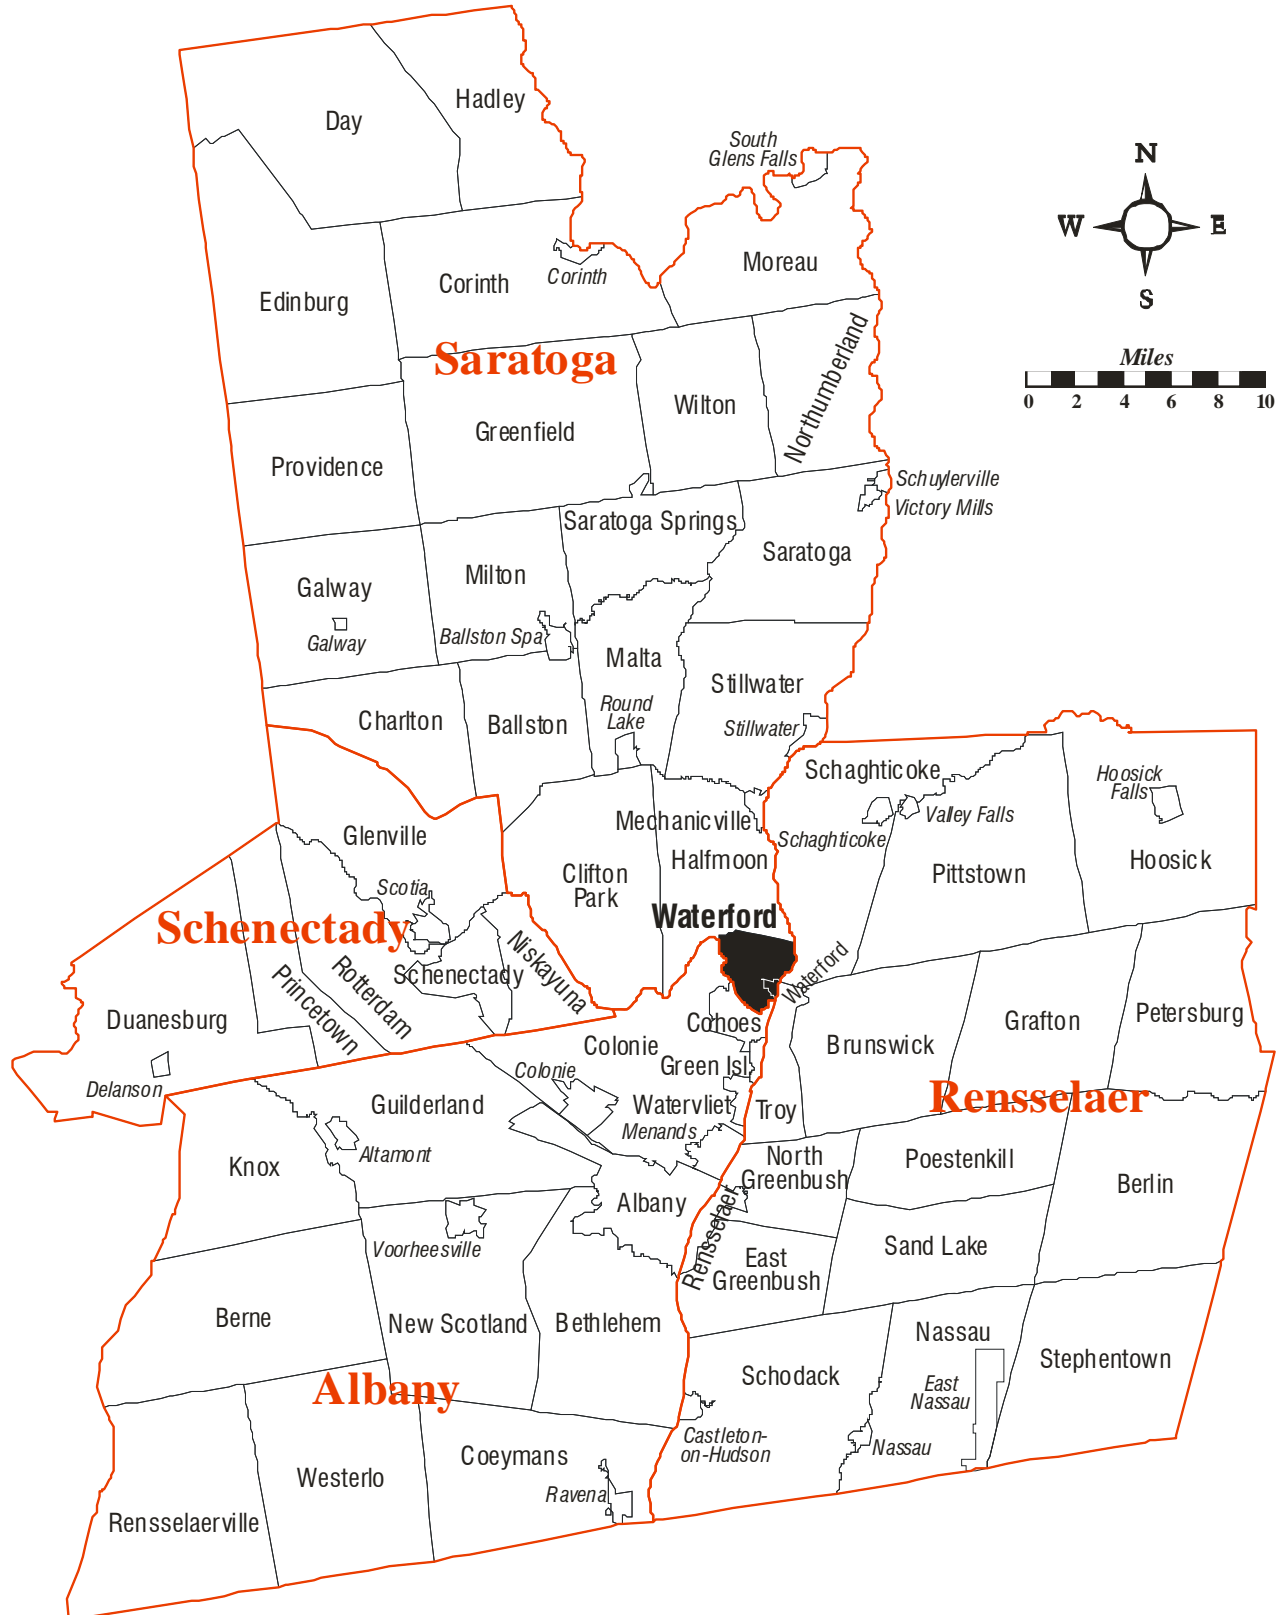 Hadley
Day
South
Glens Falls
N
W
E
S
Moreau
Corinth
Corinth
Edinburg
Saratoga
Northumberland
Miles
0 2 4 6 8 10
Wilton
Greenfield
Providence
Schuylerville
Victory Mills
Saratoga Springs
Saratoga
Milton
Galway
Galway
Ballston Spa
Malta
Stillwater
Round
Lake
Stillwater
Charlton
Ballston
Schaghticoke
Hoosick
Falls
Valley Falls
Schaghticoke
Mechanicville
Glenville
Halfmoon
Hoosick
Clifton
Park
Pittstown
Scotia
Waterford
Schenectady
Niskayuna
Schenectady
Waterford
Rotterdam
Princetown
Duanesburg
Cohoes
Grafton
Petersburg
Colonie
Brunswick
Green Isl.
Colonie
Delanson
Rensselaer
Guilderland
Watervliet
Troy
Menands
Altamont
Knox
North
Greenbush
Poestenkill
Berlin
Albany
Rensselaer
Voorheesville
Sand Lake
East
Greenbush
Berne
New Scotland
Bethlehem
Nassau
Stephentown
Schodack
Albany
East
Nassau
Castleton-
on-Hudson
Nassau
Coeymans
Westerlo
Ravena
Rensselaerville